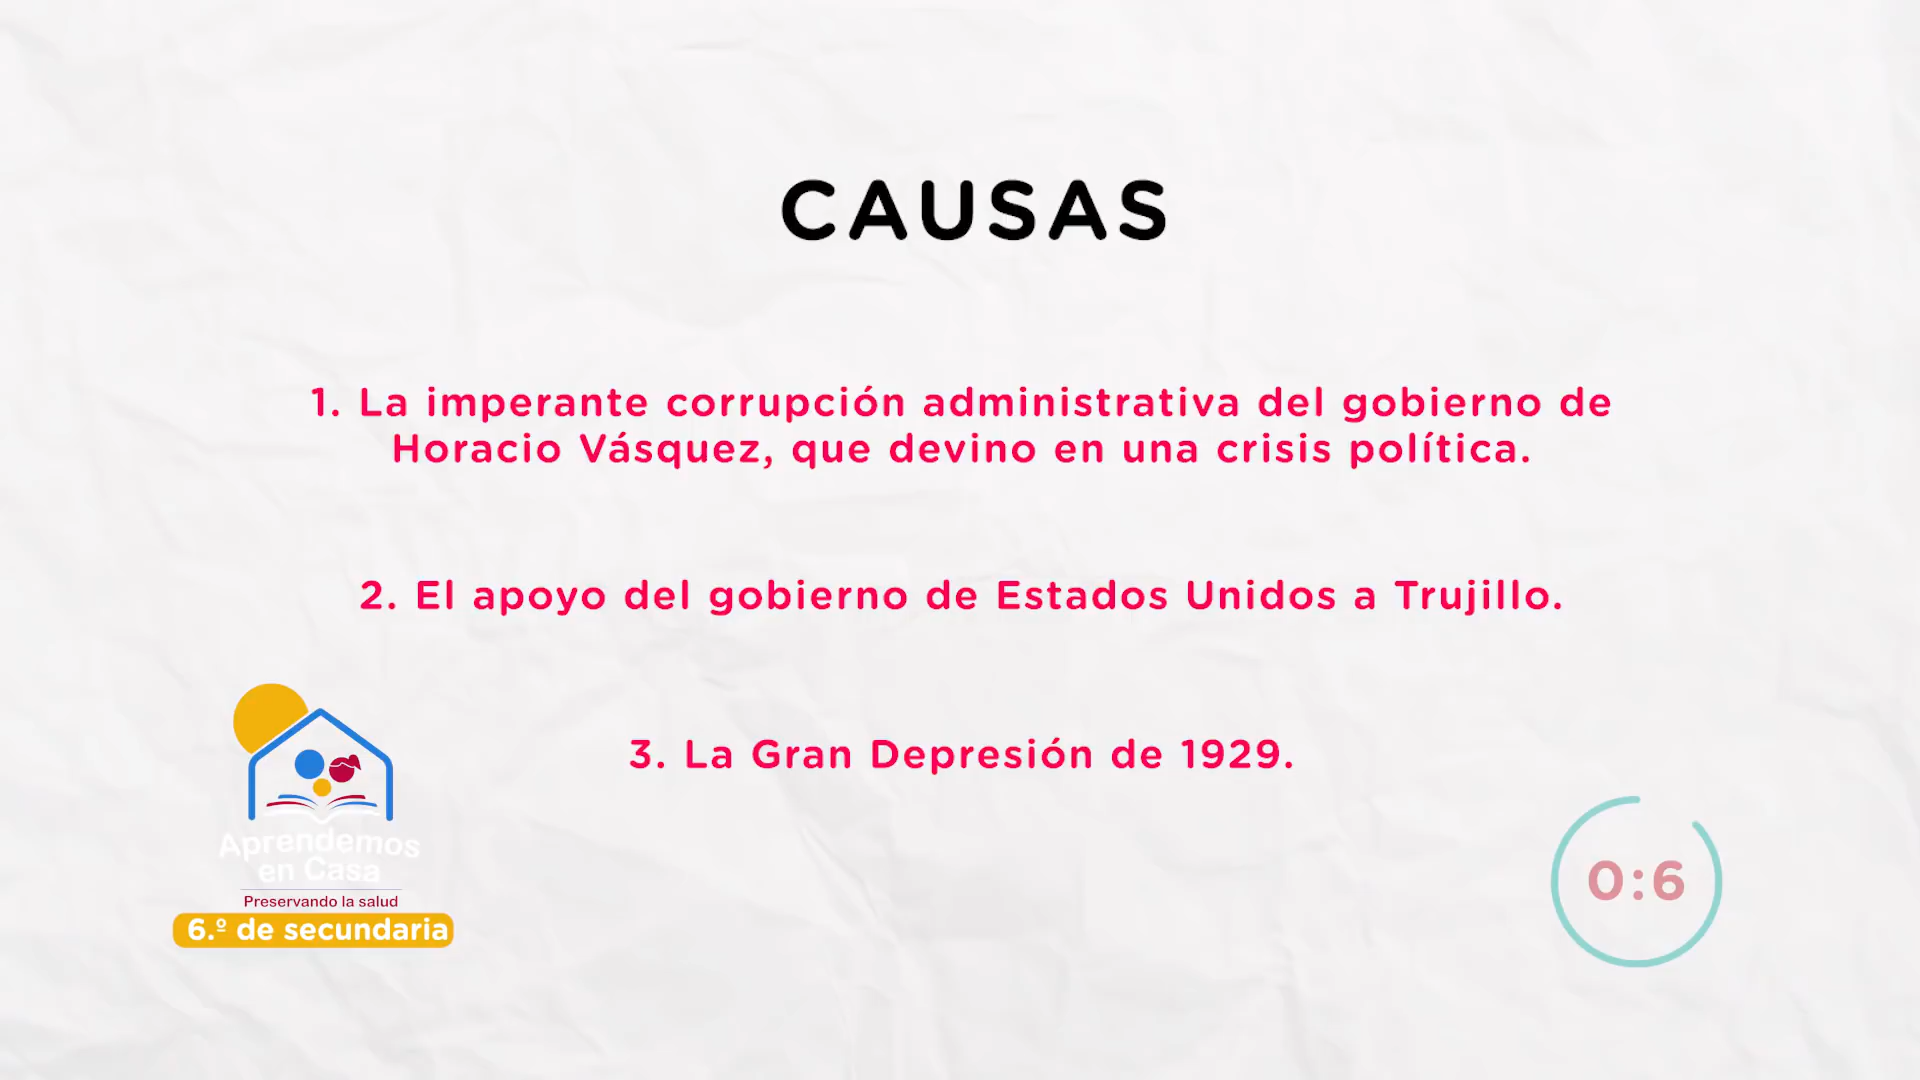 CAUSAS
1. La imperante corrupción administrativa del gobierno de
Horacio Vásquez, que devino en una crisis política.
2. El apoyo del gobierno de Estados Unidos a Trujillo.
3. La Gran Depresión de 1929.
Aprendemos
en Casa
Preservando la salud
6.º de secundaria
0:6